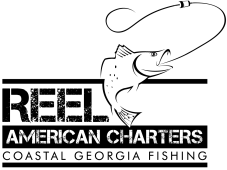 REEL
AMERICAN CHARTERS
COASTAL GEORGIA FISHING